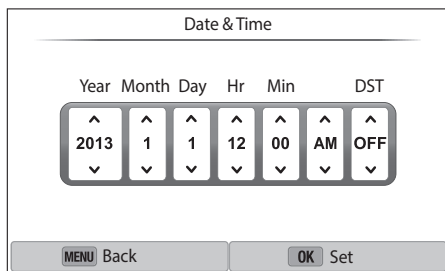 Date & Time
Year Month Day Hr Min DST
2013 1 1 12 00 AM OFF
MENU Back OK Set